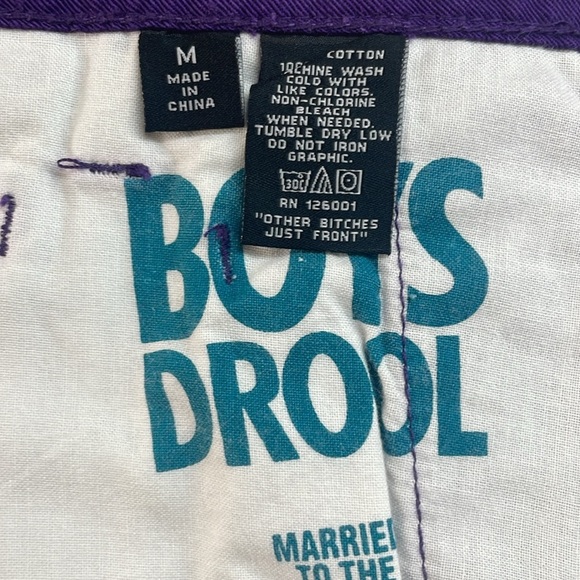 M
MADE
IN
CHINA
COTTON
MACHINE WASH
COLD WITH
LIKE COLORS.
NON-CHLORINE
BLEACH
WHEN NEEDED.
TUMBLE DRY LOW
DO NOT IRON
GRAPHIC.
30C
RN 126001
"OTHER BITCHES
JUST FRONT"
BOYS
DROOL
MARRIED
TO THE